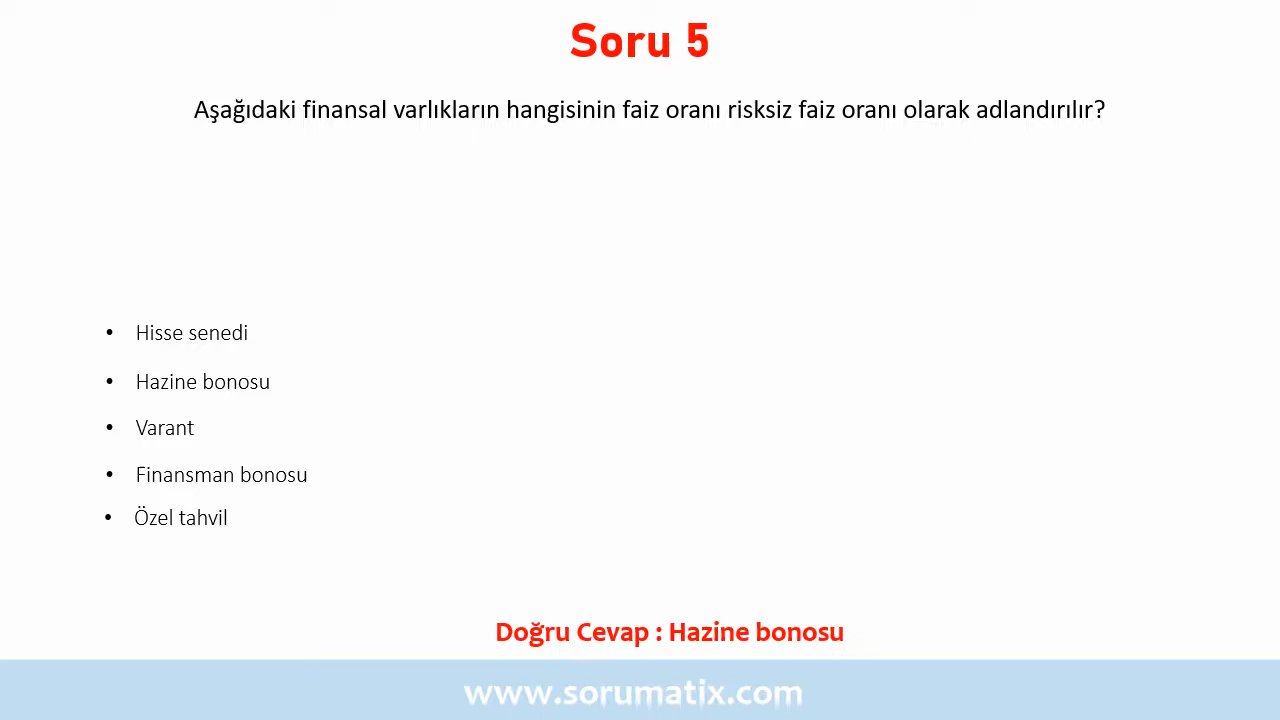 Soru 5
Aşağıdaki finansal varlıkların hangisinin faiz oranı risksiz faiz oranı olarak adlandırılır?
• Hisse senedi
• Hazine bonosu
• Varant
• Finansman bonosu
• Özel tahvil
Doğru Cevap : Hazine bonosu
www.sorumatix.com